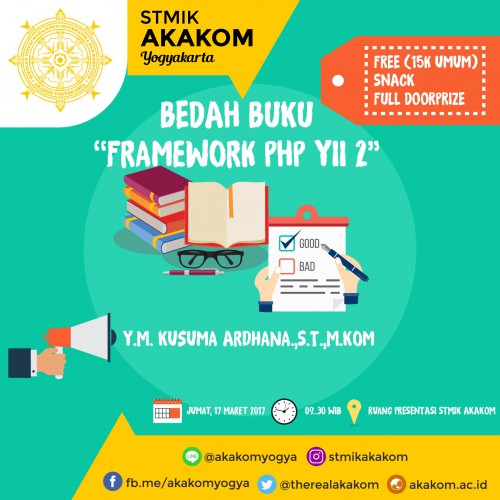 STMIK
AKAKOM
Yogyakarta
FREE (15K UMUM)
SNACK
FULL DOORPRIZE
BEDAH BUKU
"FRAMEWORK PHP YII 2"
GOOD
BAD
Y.M. KUSUMA ARDHANA.,S.T.,M.KOM
JUMAT, 17 MARET 2017
09.30 WIB
RUANG PRESENTASI STMIK AKAKOM
LINE @akakomyogya
stmikakakom
f fb.me/akakomyogya
@therealakakom
akakom.ac.id